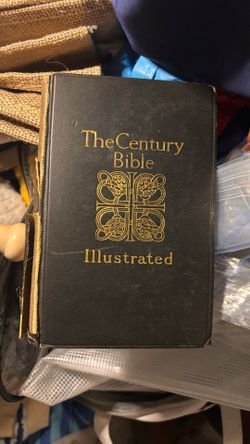 The Century
Bible
Illustrated